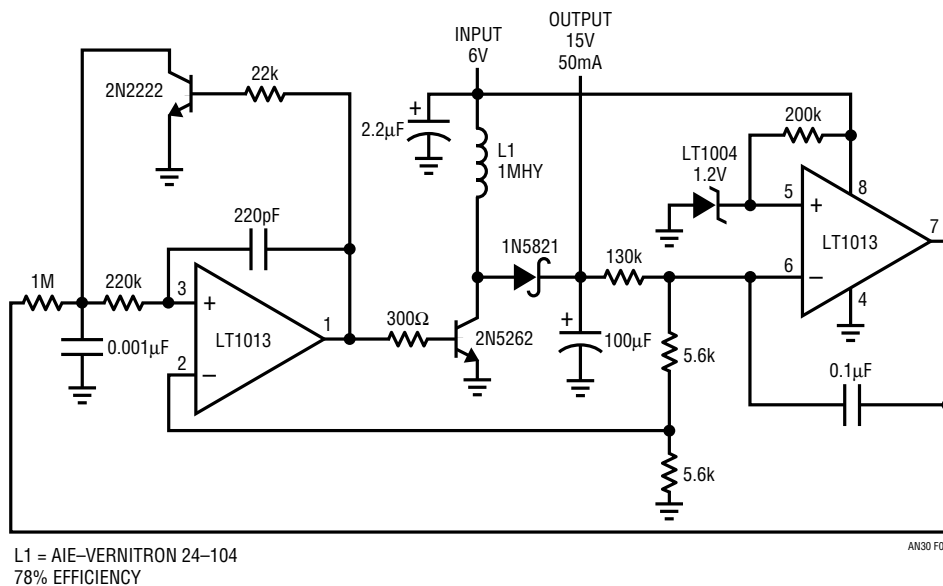 INPUT
6V
OUTPUT
15V
50mA
2N2222
22k
+
2.2µF
L1
1MHY
200k
LT1004
1.2V
5
+
8
LT1013
7
6
−
4
220pF
1M
220k
3
+
LT1013
1
2
−
0.001µF
300Ω
2N5262
1N5821
130k
+
100µF
5.6k
0.1µF
5.6k
L1 = AIE–VERNITRON 24–104
78% EFFICIENCY
AN30 F0